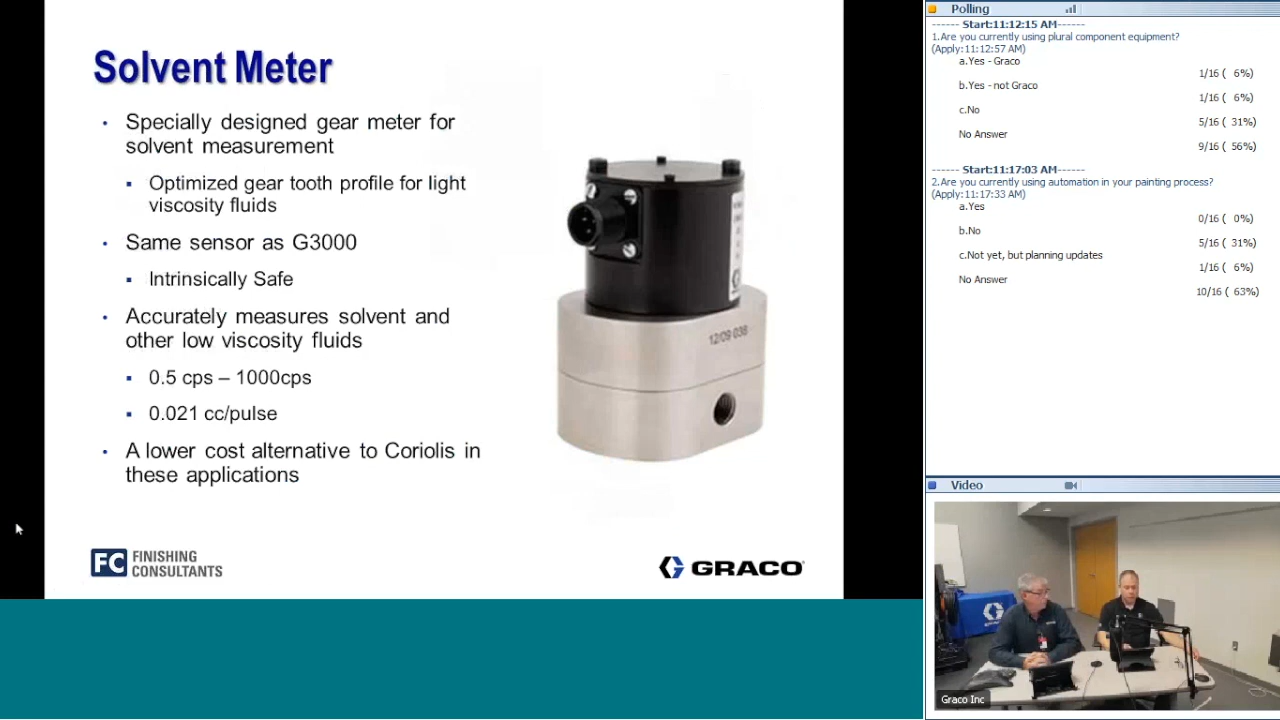 Solvent Meter
• Specially designed gear meter for
solvent measurement
▪ Optimized gear tooth profile for light
viscosity fluids
• Same sensor as G3000
▪ Intrinsically Safe
• Accurately measures solvent and
other low viscosity fluids
▪ 0.5 cps – 1000cps
▪ 0.021 cc/pulse
• A lower cost alternative to Coriolis in
these applications
12/09 038
FC FINISHING
CONSULTANTS
GRACO
Polling
------ Start:11:12:15 AM------
1.Are you currently using plural component equipment?
(Apply:11:12:57 AM)
a.Yes - Graco
1/16 ( 6%)
b.Yes - not Graco
1/16 ( 6%)
c.No
5/16 ( 31%)
No Answer
9/16 ( 56%)
------ Start:11:17:03 AM------
2.Are you currently using automation in your painting process?
(Apply:11:17:33 AM)
a.Yes
0/16 ( 0%)
b.No
5/16 ( 31%)
c.Not yet, but planning updates
1/16 ( 6%)
No Answer
10/16 ( 63%)
Video
Graco Inc